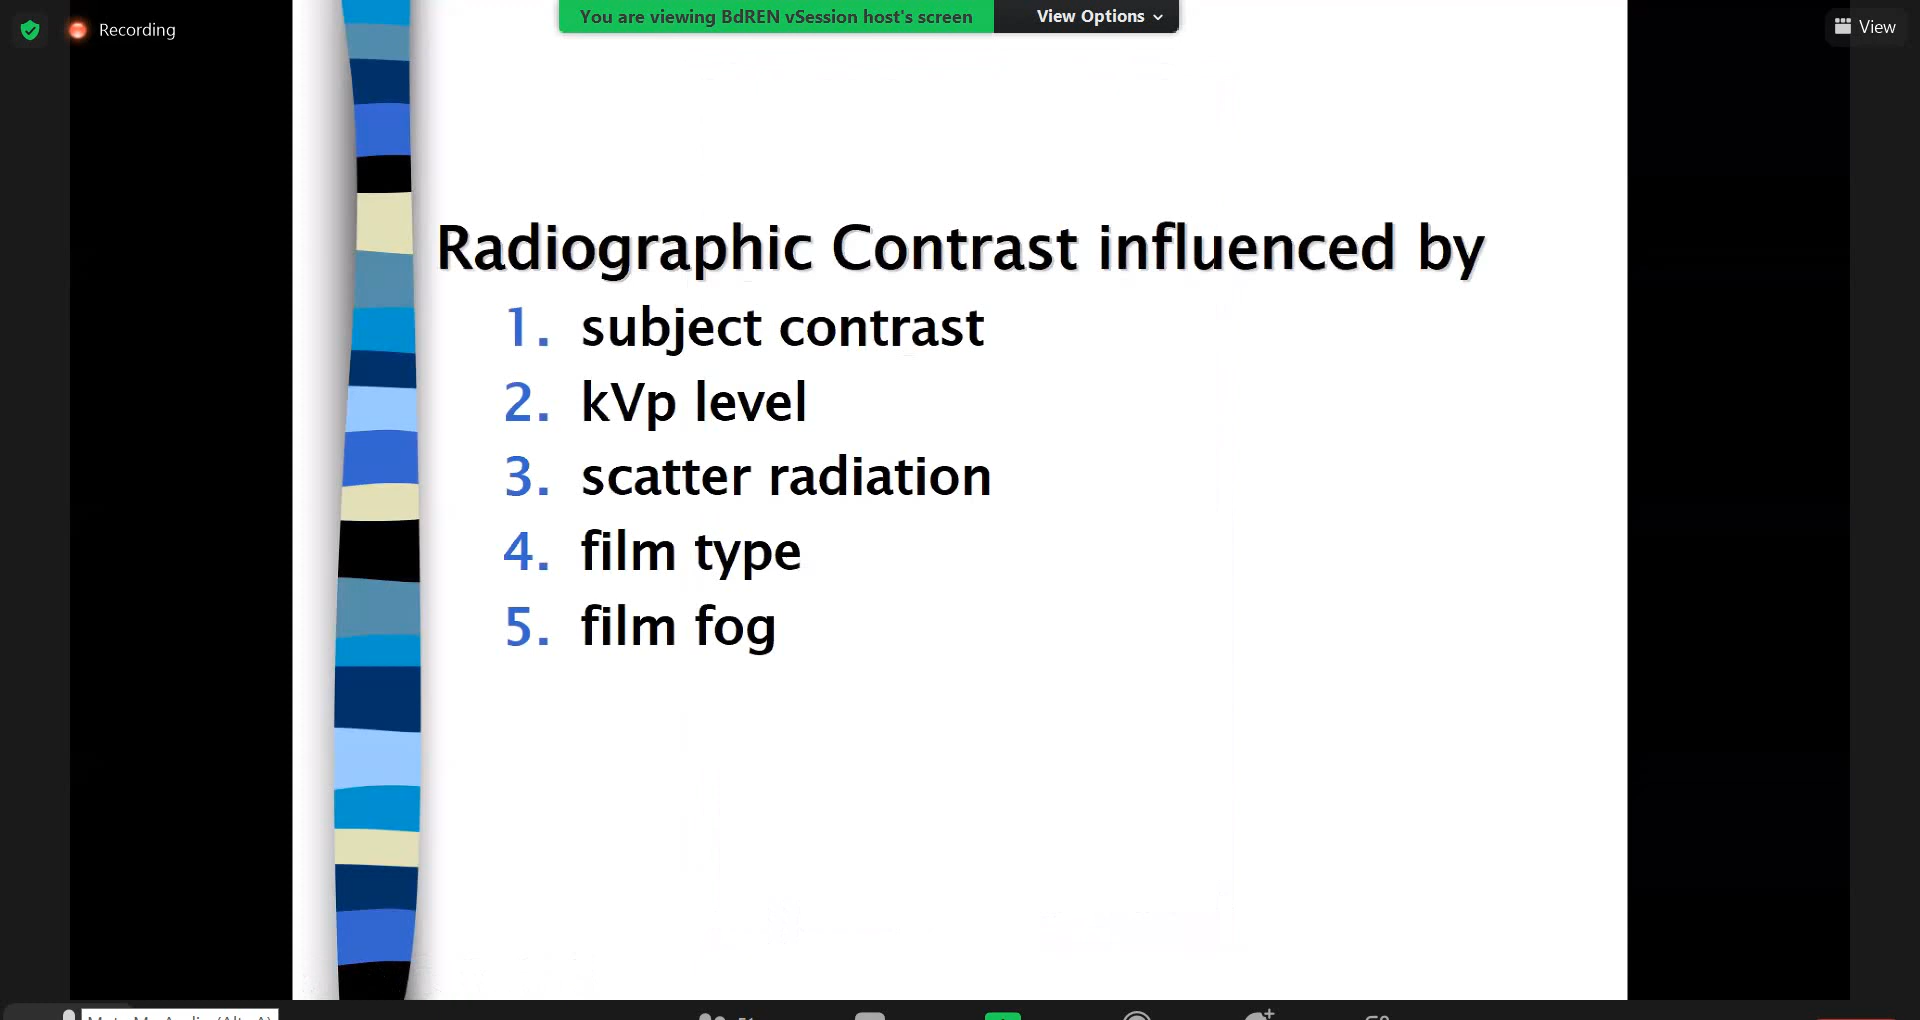 Recording
You are viewing BdREN vSession host's screen
View Options
View
Radiographic Contrast influenced by
1. subject contrast
2. kVp level
3. scatter radiation
4. film type
5. film fog